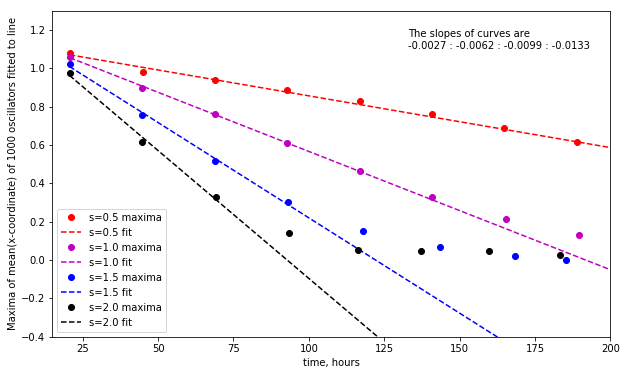 The slopes of curves are
-0.0027 : -0.0062 : -0.0099 : -0.0133
Maxima of mean(x-coordinate) of 1000 oscillators fitted to line
1.2
1.0
0.8
0.6
0.4
0.2
0.0
−0.2
−0.4
s=0.5 maxima
s=0.5 fit
s=1.0 maxima
s=1.0 fit
s=1.5 maxima
s=1.5 fit
s=2.0 maxima
s=2.0 fit
25 50 75 100 125 150 175 200
time, hours